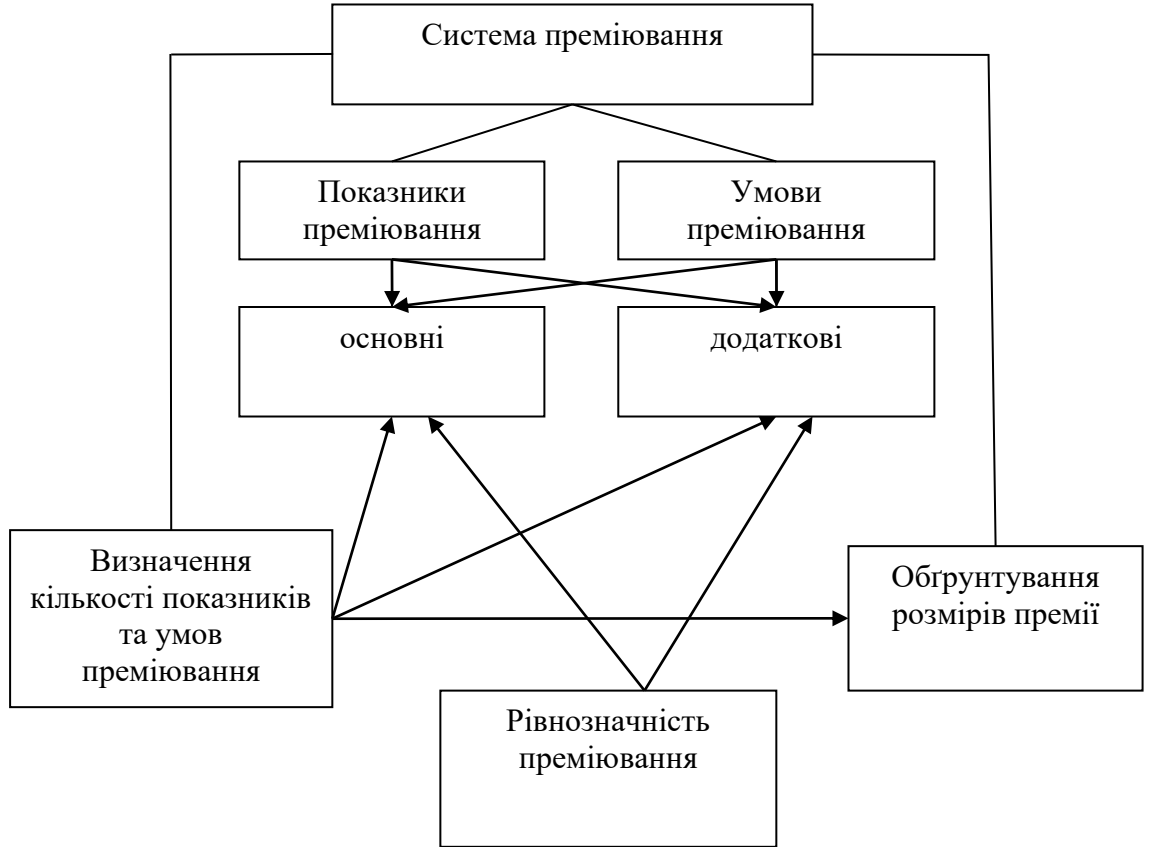 Система преміювання
Показники
преміювання
Умови
преміювання
основні
додаткові
Визначення
кількості показників
та умов
преміювання
Обґрунтування
розмірів премії
Рівнозначність
преміювання